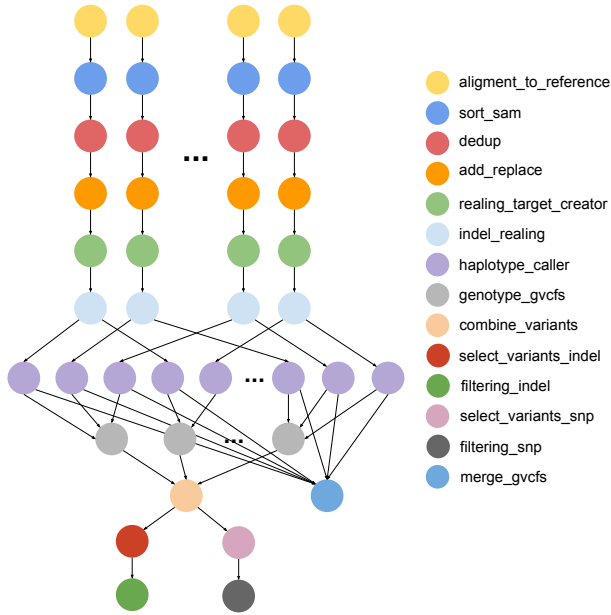 aligment_to_reference
sort_sam
dedup
...
add_replace
realing_target_creator
indel_realing
haplotype_caller
genotype_gvcfs
combine_variants
select_variants_indel
...
filtering_indel
select_variants_snp
...
filtering_snp
merge_gvcfs